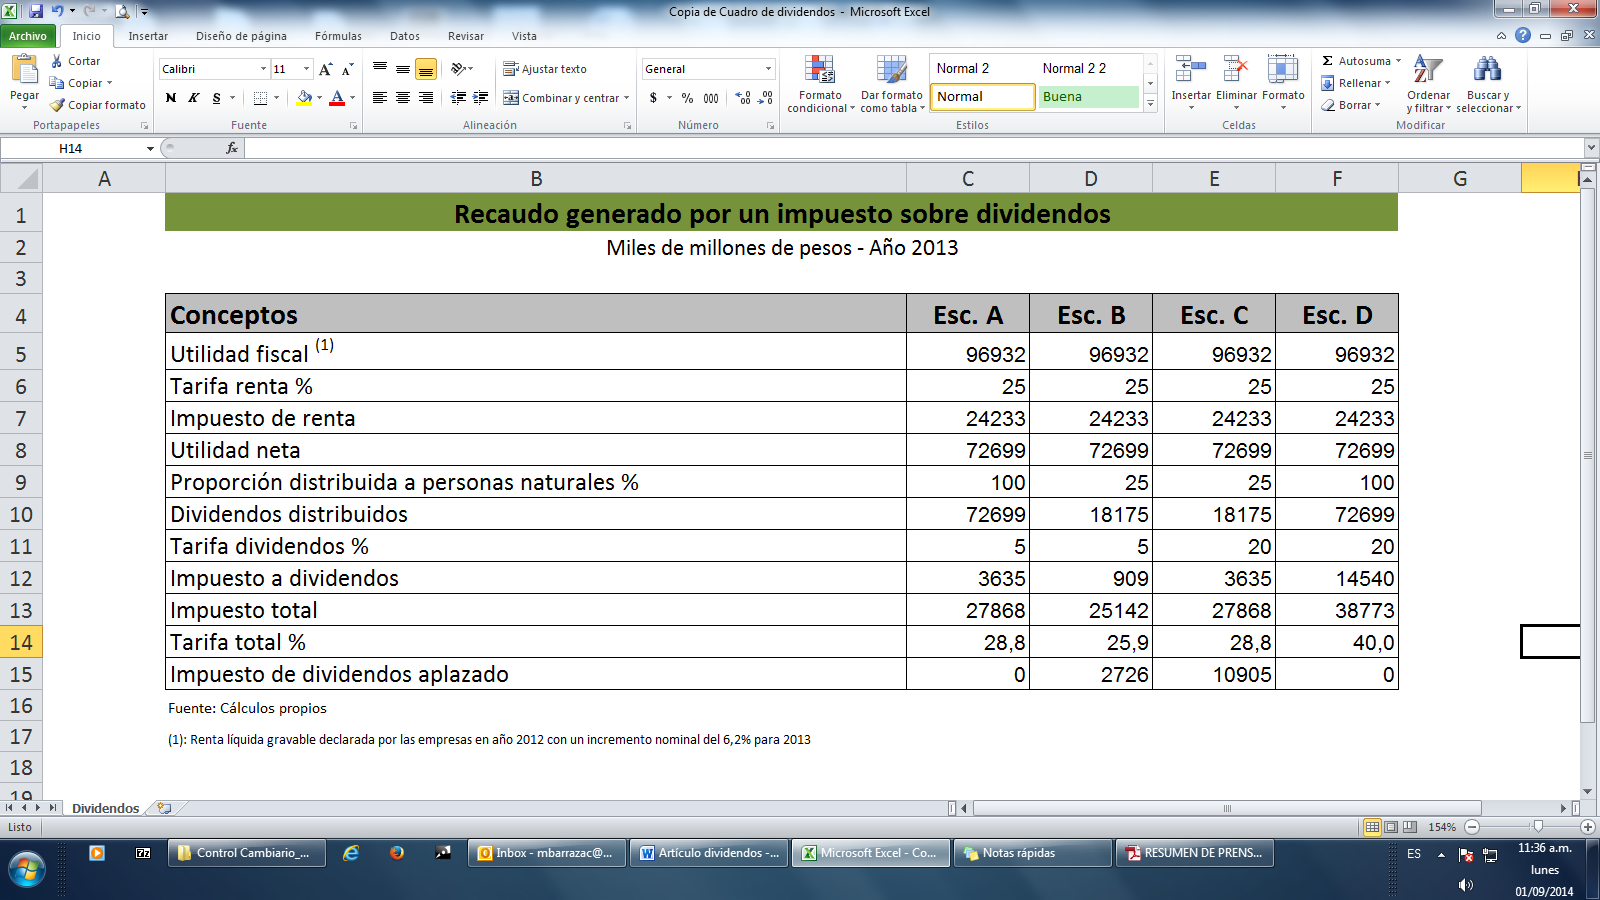 Copia de Cuadro de dividendos - Microsoft Excel
Archivo Inicio Insertar Diseño de página Fórmulas Datos Revisar Vista
Pegar
Cortar
Copiar
Copiar formato
Portapapeles
Calibri 11
N K S
Fuente
Ajustar texto
Combinar y centrar
Alineación
General
$ % 000
Número
Formato condicional
Dar formato como tabla
Normal 2 Normal 2 2
Normal Buena
Estilos
Insertar Eliminar Formato
Celdas
Autosuma
Rellenar
Borrar
Ordenar y filtrar
Buscar y seleccionar
Modificar
H14 fx
A B C D E F G
1 Recaudo generado por un impuesto sobre dividendos
2 Miles de millones de pesos - Año 2013
3
4 Conceptos Esc. A Esc. B Esc. C Esc. D
5 Utilidad fiscal (1) 96932 96932 96932 96932
6 Tarifa renta % 25 25 25 25
7 Impuesto de renta 24233 24233 24233 24233
8 Utilidad neta 72699 72699 72699 72699
9 Proporción distribuida a personas naturales % 100 25 25 100
10 Dividendos distribuidos 72699 18175 18175 72699
11 Tarifa dividendos % 5 5 20 20
12 Impuesto a dividendos 3635 909 3635 14540
13 Impuesto total 27868 25142 27868 38773
14 Tarifa total % 28,8 25,9 28,8 40,0
15 Impuesto de dividendos aplazado 0 2726 10905 0
16 Fuente: Cálculos propios
17 (1): Renta líquida gravable declarada por las empresas en año 2012 con un incremento nominal del 6,2% para 2013
18
19
Dividendos
Listo 154%
Control Cambiario_... Inbox - mbarrazac@... Artículo dividendos -... Microsoft Excel - Co... Notas rápidas RESUMEN DE PRENS...
ES
11:36 a.m.
lunes
01/09/2014